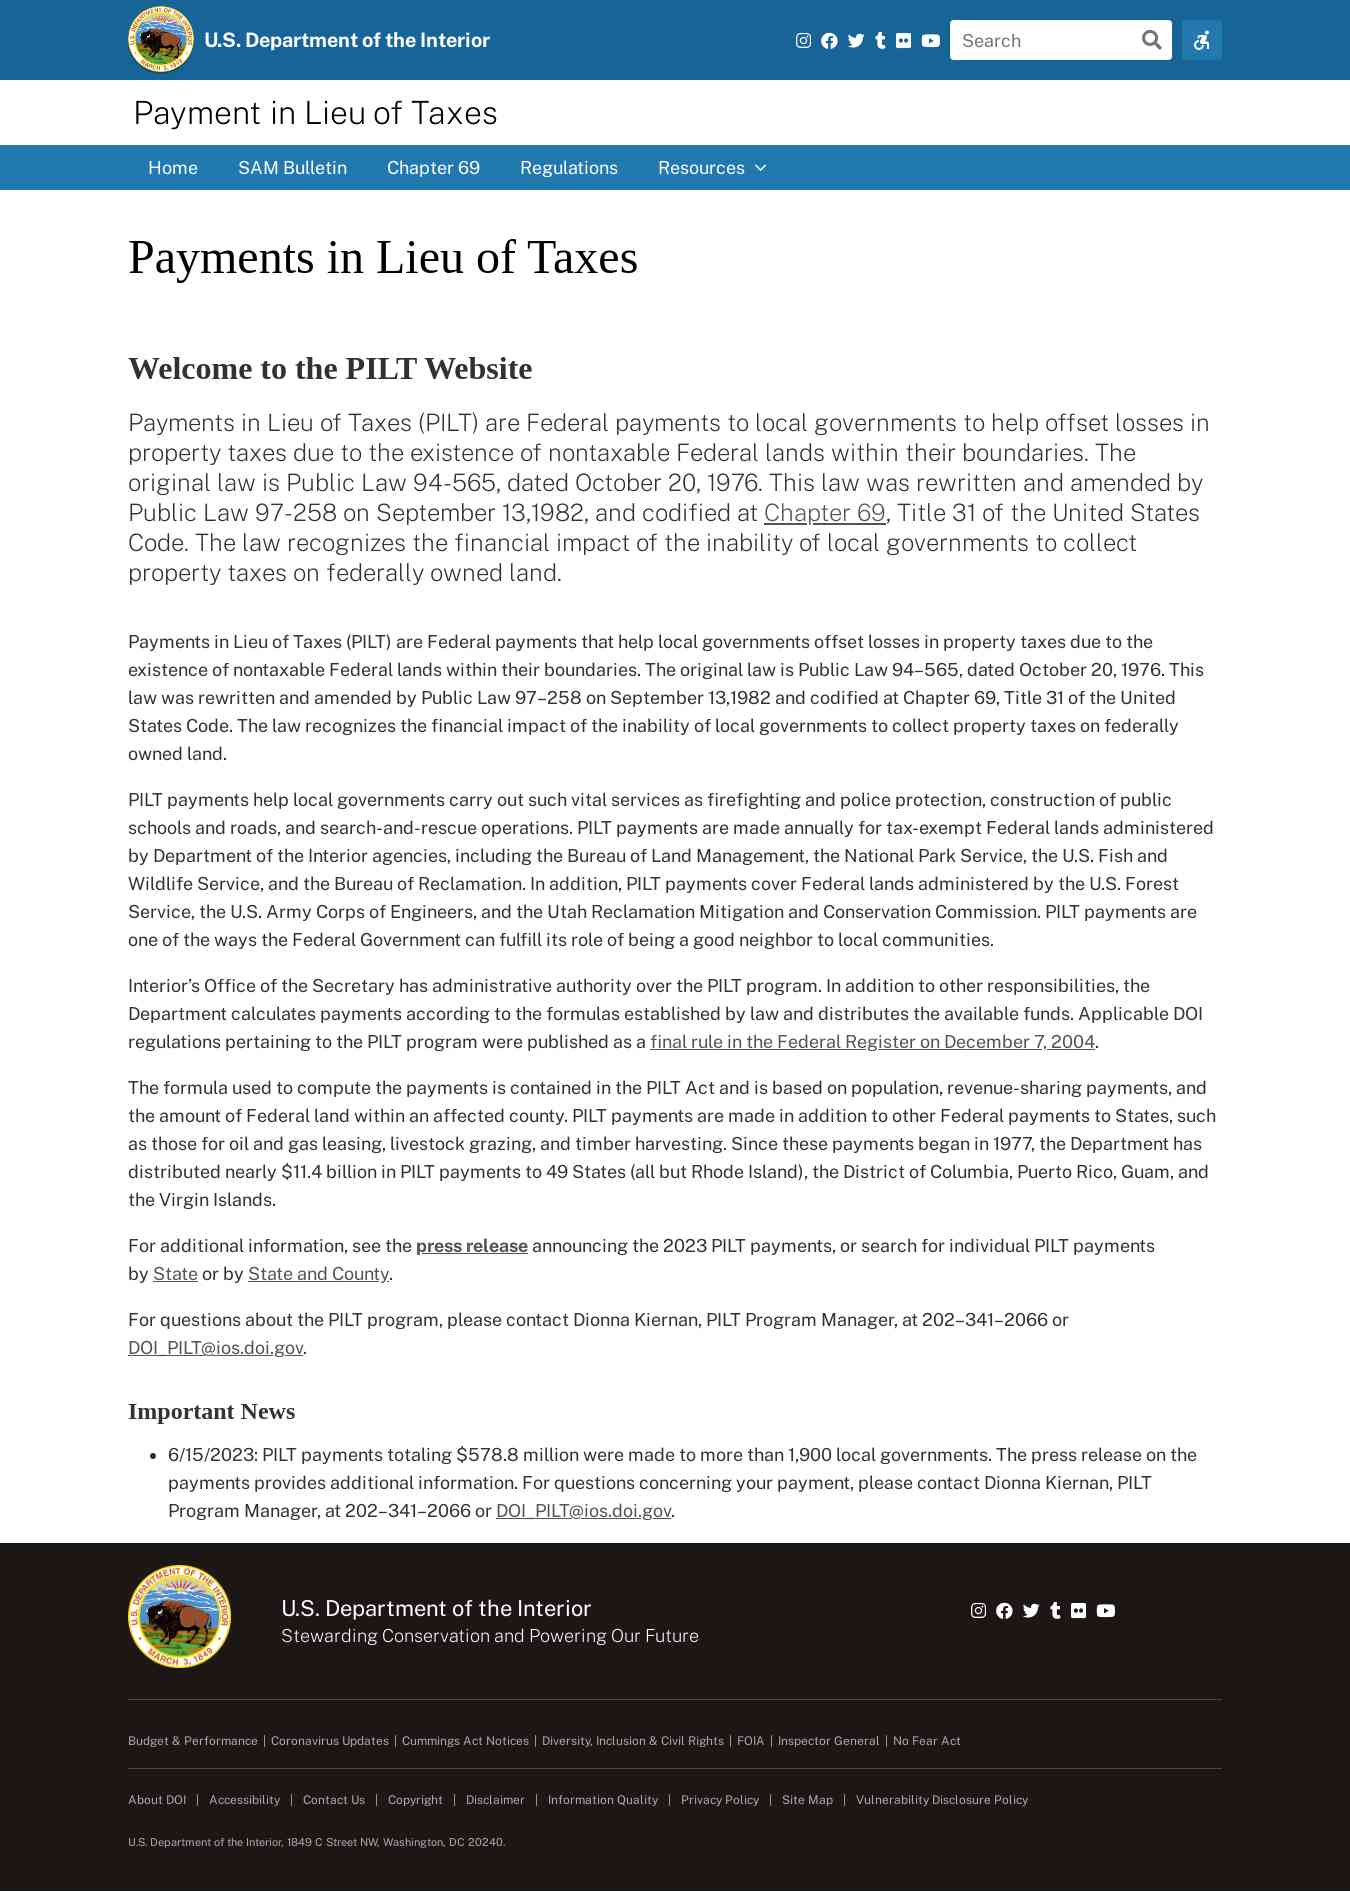 U.S. Department of the Interior
Search
Payment in Lieu of Taxes
Home SAM Bulletin Chapter 69 Regulations Resources
Payments in Lieu of Taxes
Welcome to the PILT Website
Payments in Lieu of Taxes (PILT) are Federal payments to local governments to help offset losses in
property taxes due to the existence of nontaxable Federal lands within their boundaries. The
original law is Public Law 94-565, dated October 20, 1976. This law was rewritten and amended by
Public Law 97-258 on September 13,1982, and codified at Chapter 69, Title 31 of the United States
Code. The law recognizes the financial impact of the inability of local governments to collect
property taxes on federally owned land.
Payments in Lieu of Taxes (PILT) are Federal payments that help local governments offset losses in property taxes due to the
existence of nontaxable Federal lands within their boundaries. The original law is Public Law 94–565, dated October 20, 1976. This
law was rewritten and amended by Public Law 97–258 on September 13,1982 and codified at Chapter 69, Title 31 of the United
States Code. The law recognizes the financial impact of the inability of local governments to collect property taxes on federally
owned land.
PILT payments help local governments carry out such vital services as firefighting and police protection, construction of public
schools and roads, and search-and-rescue operations. PILT payments are made annually for tax-exempt Federal lands administered
by Department of the Interior agencies, including the Bureau of Land Management, the National Park Service, the U.S. Fish and
Wildlife Service, and the Bureau of Reclamation. In addition, PILT payments cover Federal lands administered by the U.S. Forest
Service, the U.S. Army Corps of Engineers, and the Utah Reclamation Mitigation and Conservation Commission. PILT payments are
one of the ways the Federal Government can fulfill its role of being a good neighbor to local communities.
Interior’s Office of the Secretary has administrative authority over the PILT program. In addition to other responsibilities, the
Department calculates payments according to the formulas established by law and distributes the available funds. Applicable DOI
regulations pertaining to the PILT program were published as a final rule in the Federal Register on December 7, 2004.
The formula used to compute the payments is contained in the PILT Act and is based on population, revenue-sharing payments, and
the amount of Federal land within an affected county. PILT payments are made in addition to other Federal payments to States, such
as those for oil and gas leasing, livestock grazing, and timber harvesting. Since these payments began in 1977, the Department has
distributed nearly $11.4 billion in PILT payments to 49 States (all but Rhode Island), the District of Columbia, Puerto Rico, Guam, and
the Virgin Islands.
For additional information, see the press release announcing the 2023 PILT payments, or search for individual PILT payments
by State or by State and County.
For questions about the PILT program, please contact Dionna Kiernan, PILT Program Manager, at 202–341–2066 or
DOI_PILT@ios.doi.gov.
Important News
• 6/15/2023: PILT payments totaling $578.8 million were made to more than 1,900 local governments. The press release on the
payments provides additional information. For questions concerning your payment, please contact Dionna Kiernan, PILT
Program Manager, at 202–341–2066 or DOI_PILT@ios.doi.gov.
U.S. DEPARTMENT OF THE INTERIOR
MARCH 3, 1849
U.S. Department of the Interior
Stewarding Conservation and Powering Our Future
Budget & Performance | Coronavirus Updates | Cummings Act Notices | Diversity, Inclusion & Civil Rights | FOIA | Inspector General | No Fear Act
About DOI | Accessibility | Contact Us | Copyright | Disclaimer | Information Quality | Privacy Policy | Site Map | Vulnerability Disclosure Policy
U.S. Department of the Interior, 1849 C Street NW, Washington, DC 20240.